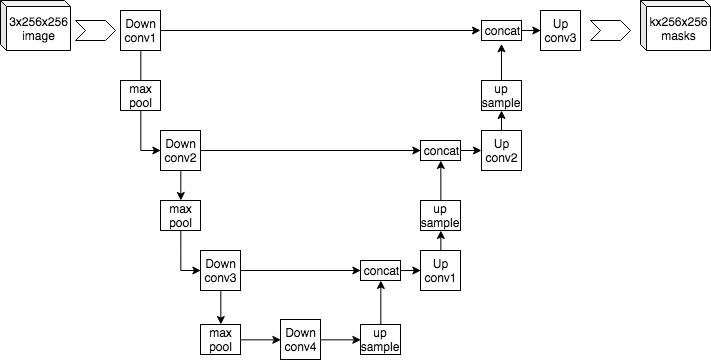 3x256x256
image
Down
conv1
concat
Up
conv3
kx256x256
masks
max
pool
up
sample
Down
conv2
concat
Up
conv2
max
pool
up
sample
Down
conv3
concat
Up
conv1
max
pool
Down
conv4
up
sample